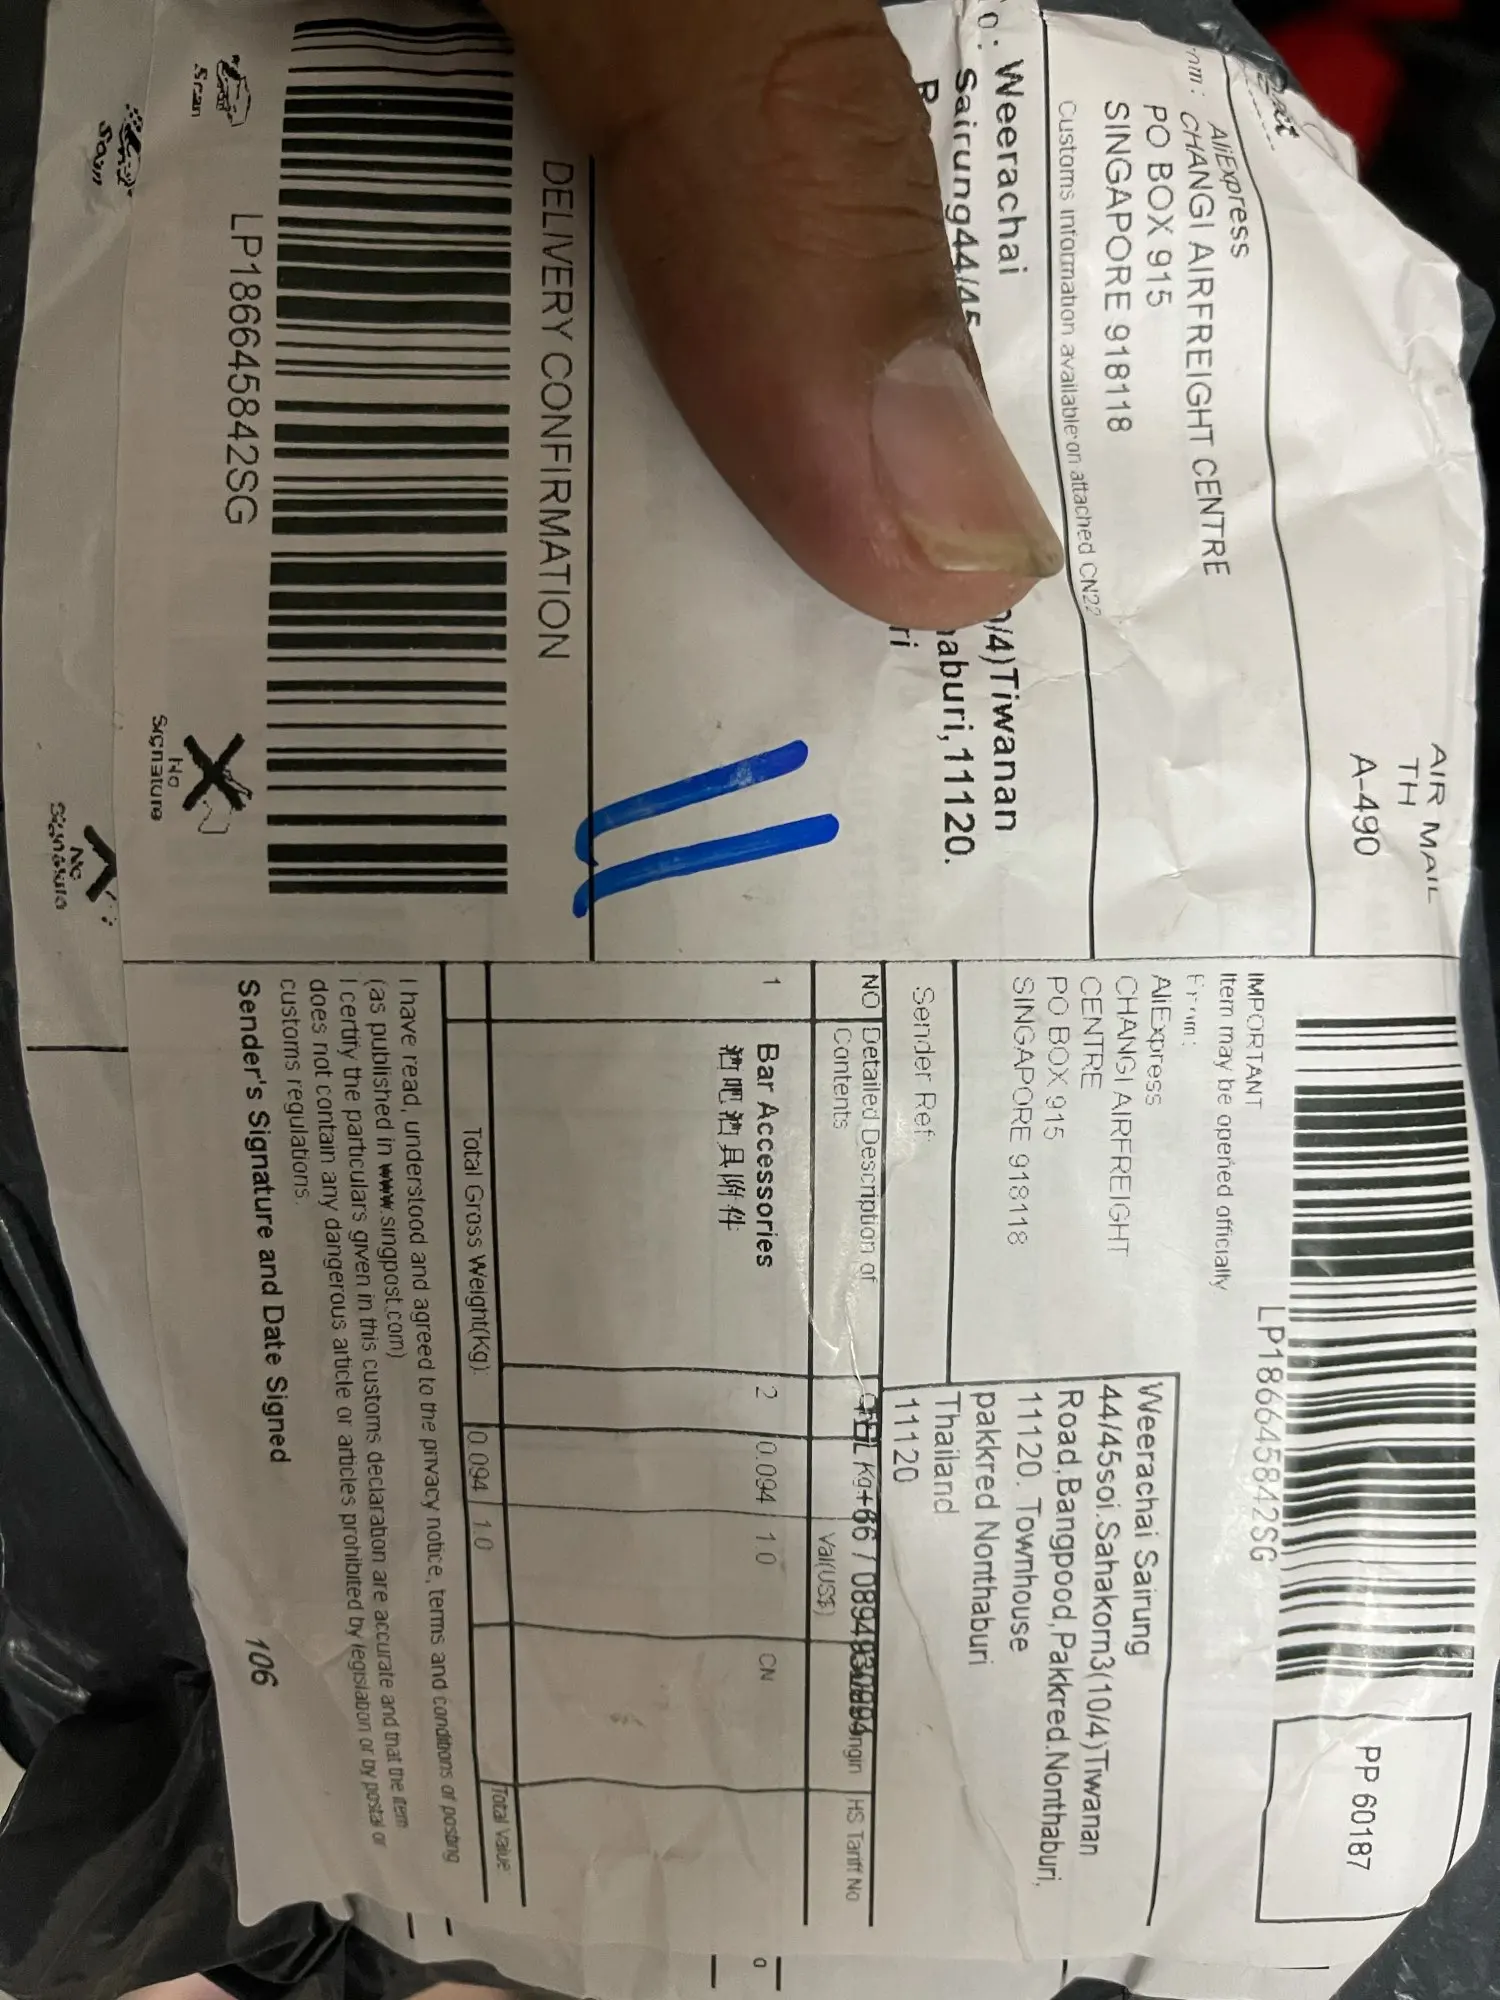 AIR MAIL
TH
A-490
AliExpress
CHANGI AIRFREIGHT CENTRE
PO BOX 915
SINGAPORE 918118
Customs information available on attached CN22
Weerachai
Sairung44/45
0/4)Tiwanan
aburi,11120.
ri
DELIVERY CONFIRMATION
LP186645842SG
Scan
No
Signature
Scan
No
Signature
PP 60187
LP186645842SG
IMPORTANT
Item may be opened officially
From:
AliExpress
CHANGI AIRFREIGHT
CENTRE
PO BOX 915
SINGAPORE 918118
Sender Ref
Weerachai Sairung
44/45soi.Sahakorn3(10/4)Tiwanan
Road,Bangpood,Pakkred.Nonthaburi,
11120. Townhouse
pakkred Nonthaburi
Thailand
11120
NO Detailed Description of Contents Kg+66 / Val(US$) HS Tariff No
1 Bar Accessories 2 0.094 1.0 CN
酒吧酒具附件
Total Gross Weight(Kg) 0.094 1.0 Total Value
I have read, understood and agreed to the privacy notice, terms and conditions of posting
(as published in www.singpost.com)
I certify the particulars given in this customs declaration are accurate and that the item
does not contain any dangerous article or articles prohibited by legislation or by postal or
customs regulations.
Sender's Signature and Date Signed 106